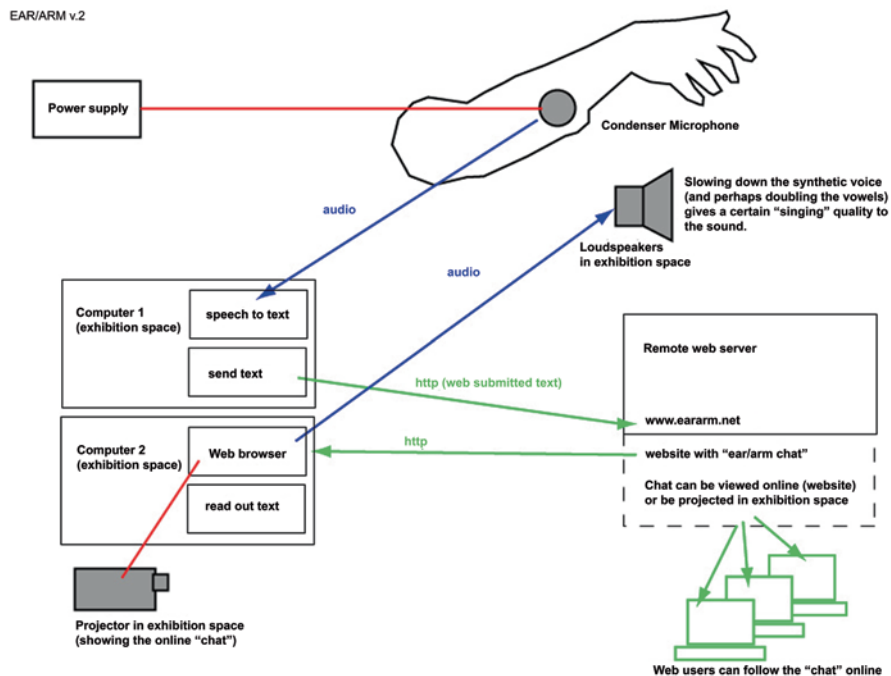 EAR/ARM v.2
Power supply
Condenser Microphone
Slowing down the synthetic voice
(and perhaps doubling the vowels)
gives a certain “singing” quality to
the sound.
audio
Loudspeakers
in exhibition space
audio
Computer 1
(exhibition space)
speech to text
send text
Remote web server
http (web submitted text)
www.eararm.net
Computer 2
(exhibition space)
Web browser
read out text
http
website with “ear/arm chat”
Chat can be viewed online (website)
or be projected in exhibition space
Projector in exhibition space
(showing the online “chat”)
Web users can follow the “chat” online